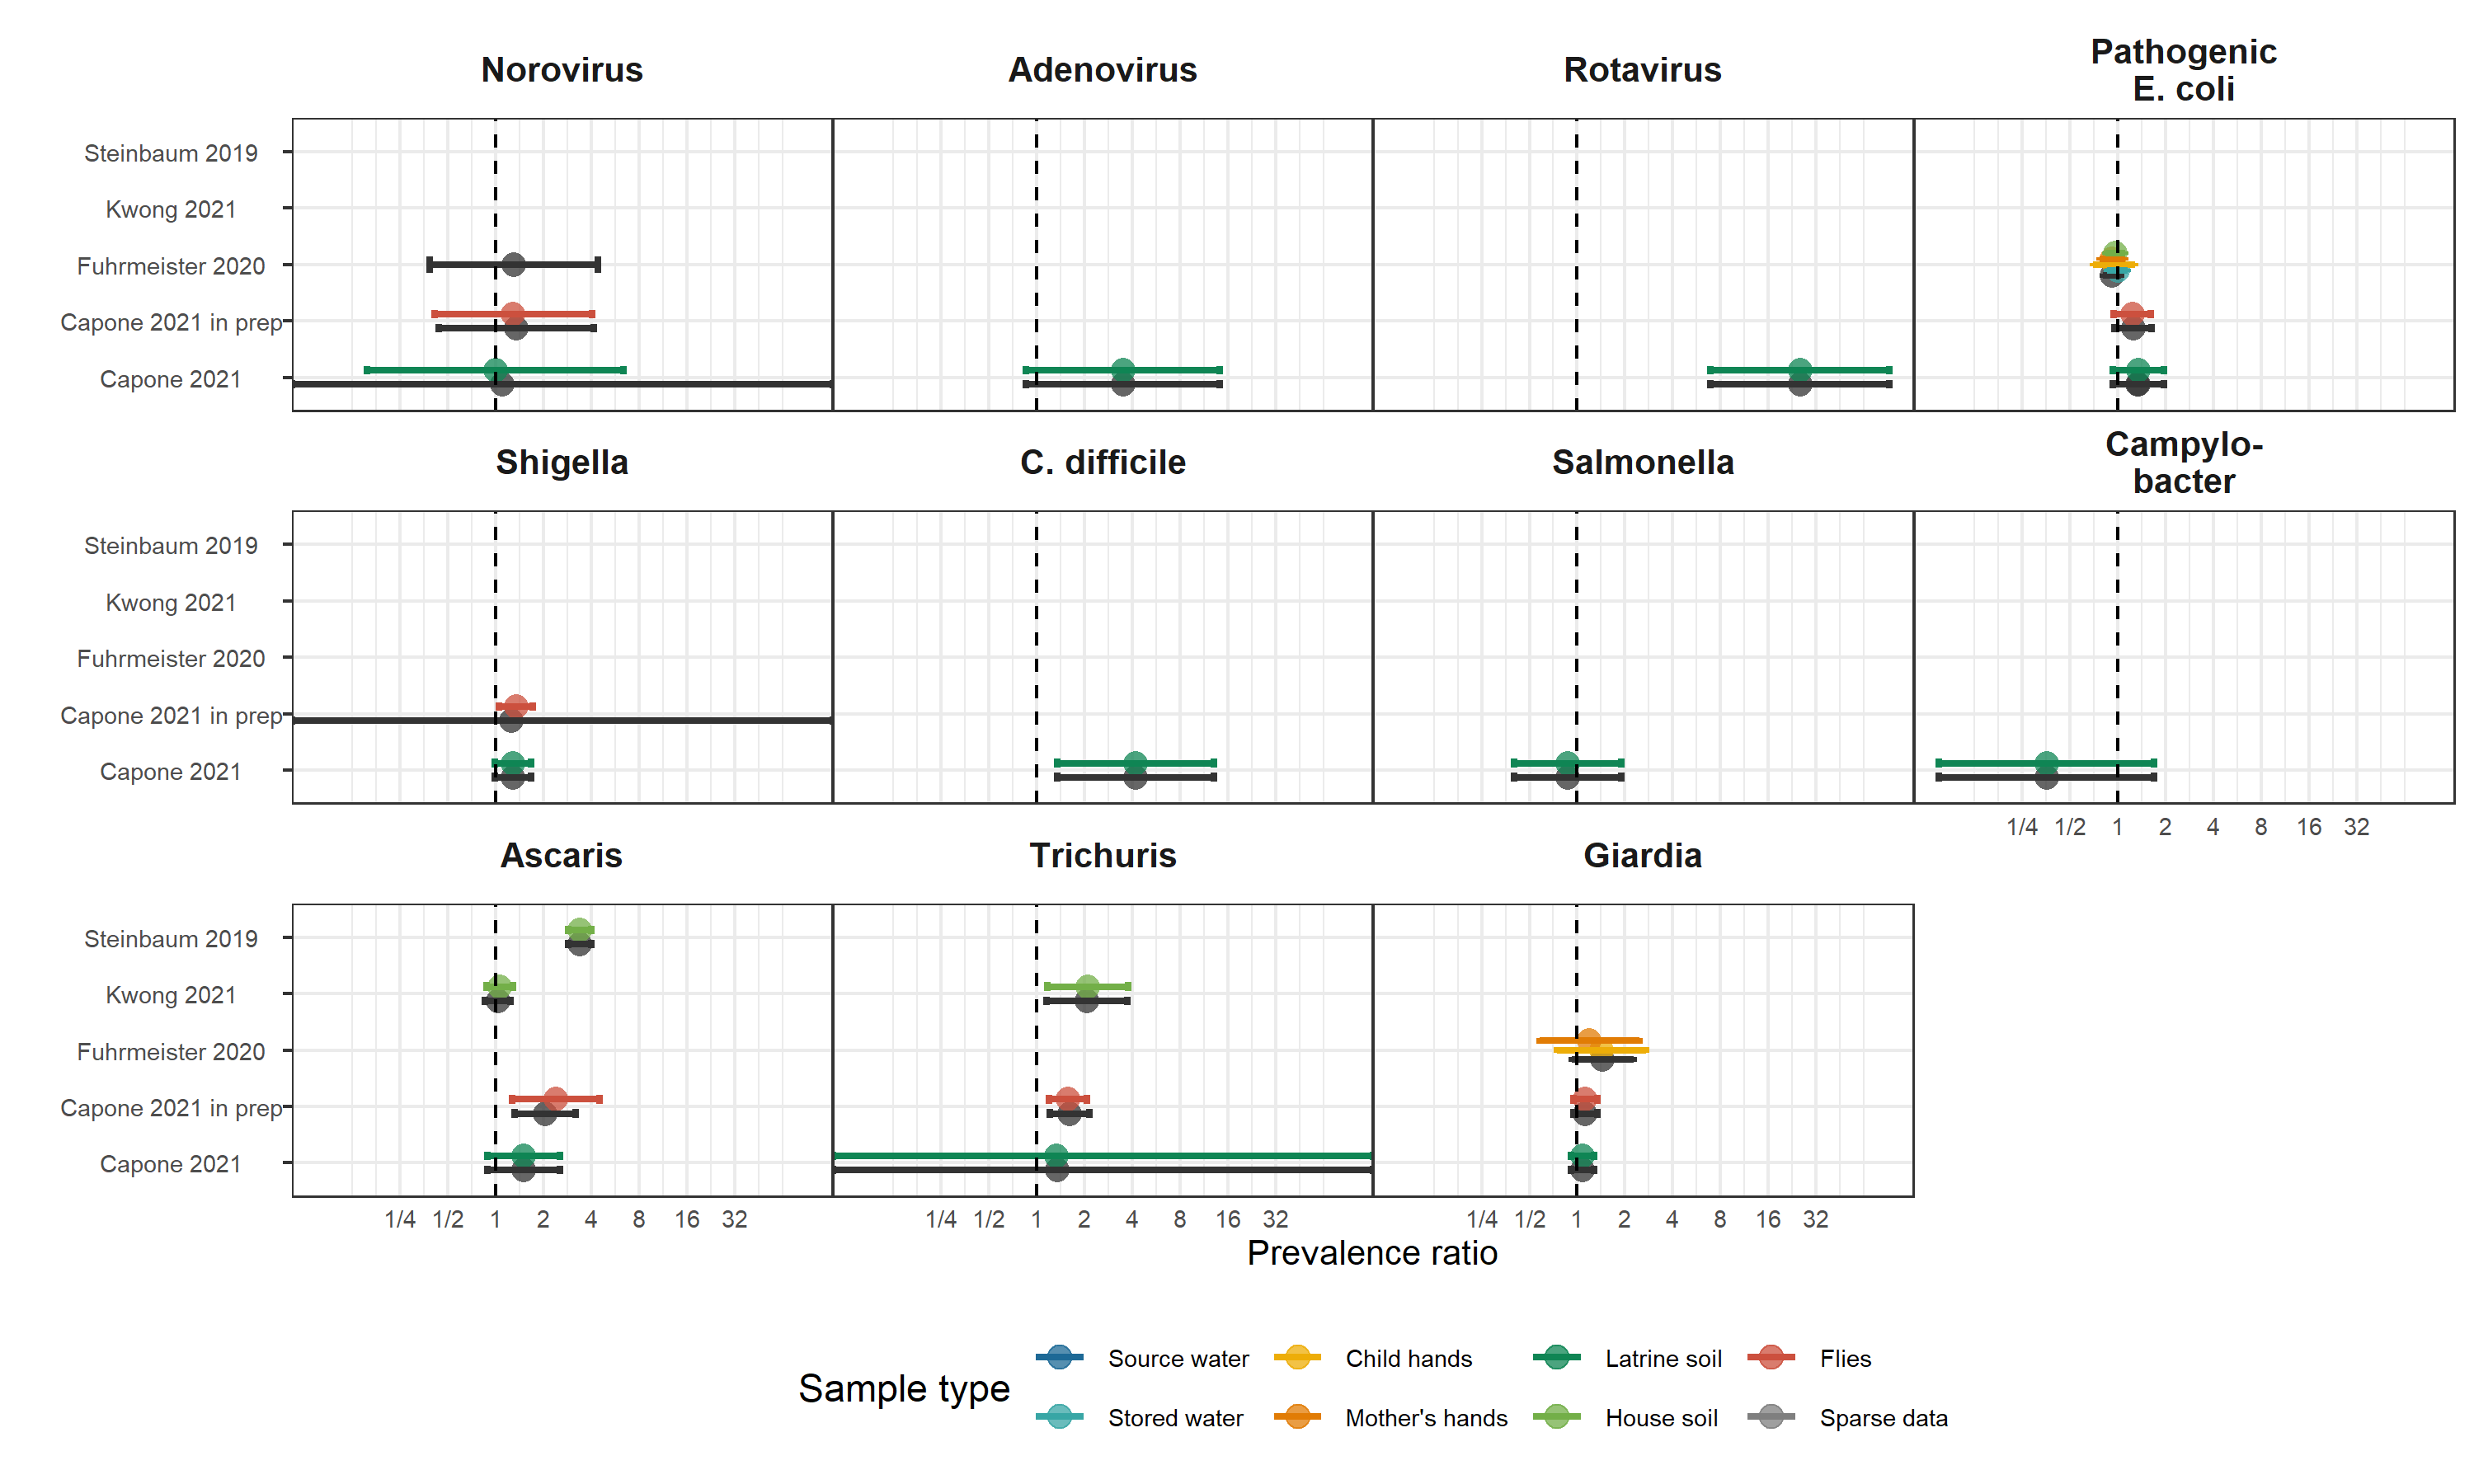 Norovirus Adenovirus Rotavirus Pathogenic
E. coli
Steinbaum 2019
Kwong 2021
Fuhrmeister 2020
Capone 2021 in prep
Capone 2021
Shigella C. difficile Salmonella Campylo-
bacter
Steinbaum 2019
Kwong 2021
Fuhrmeister 2020
Capone 2021 in prep
Capone 2021
1/4 1/2 1 2 4 8 16 32
Ascaris Trichuris Giardia
Steinbaum 2019
Kwong 2021
Fuhrmeister 2020
Capone 2021 in prep
Capone 2021
1/4 1/2 1 2 4 8 16 32 1/4 1/2 1 2 4 8 16 32 1/4 1/2 1 2 4 8 16 32
Prevalence ratio
Sample type
Source water Child hands Latrine soil Flies
Stored water Mother's hands House soil Sparse data